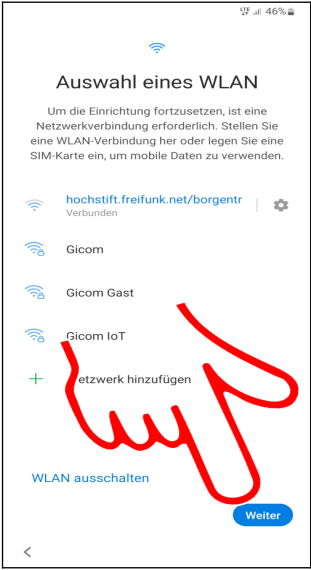 LTE 46%
Auswahl eines WLAN
Um die Einrichtung fortzusetzen, ist eine
Netzwerkverbindung erforderlich. Stellen Sie
eine WLAN-Verbindung her oder legen Sie eine
SIM-Karte ein, um mobile Daten zu verwenden.
hochstift.freifunk.net/borgentr
Verbunden
Gicom
Gicom Gast
Gicom IoT
etzwerk hinzufügen
WLAN ausschalten
Weiter